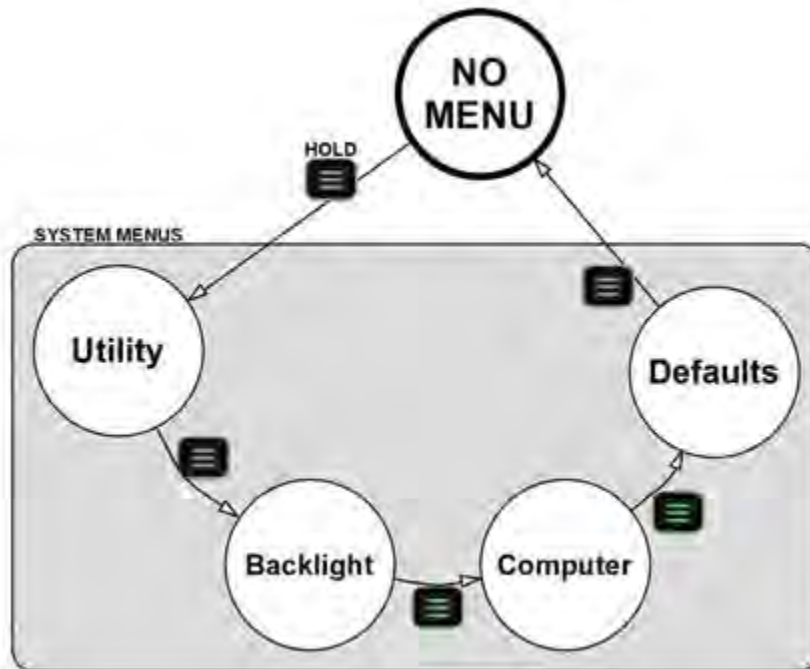 NO
MENU
HOLD
SYSTEM MENUS
Utility
Defaults
Backlight
Computer